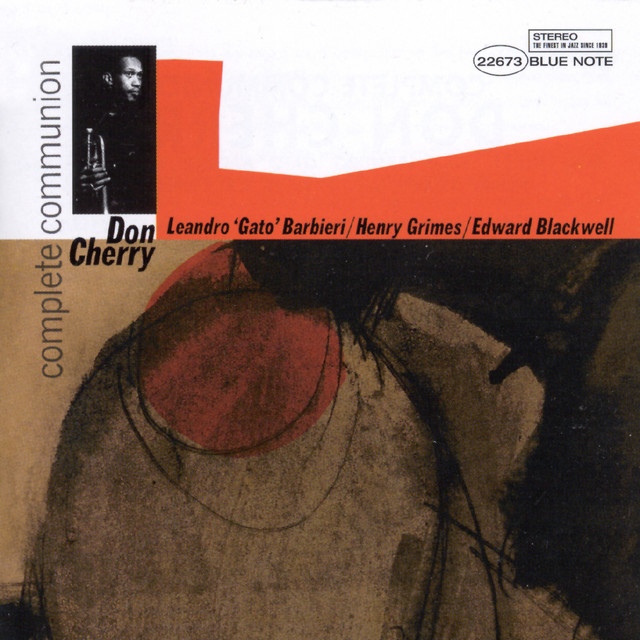 STEREO
THE FINEST IN JAZZ SINCE 1939
22673 BLUE NOTE
complete communion
Don
Cherry
Leandro 'Gato' Barbieri/Henry Grimes/Edward Blackwell